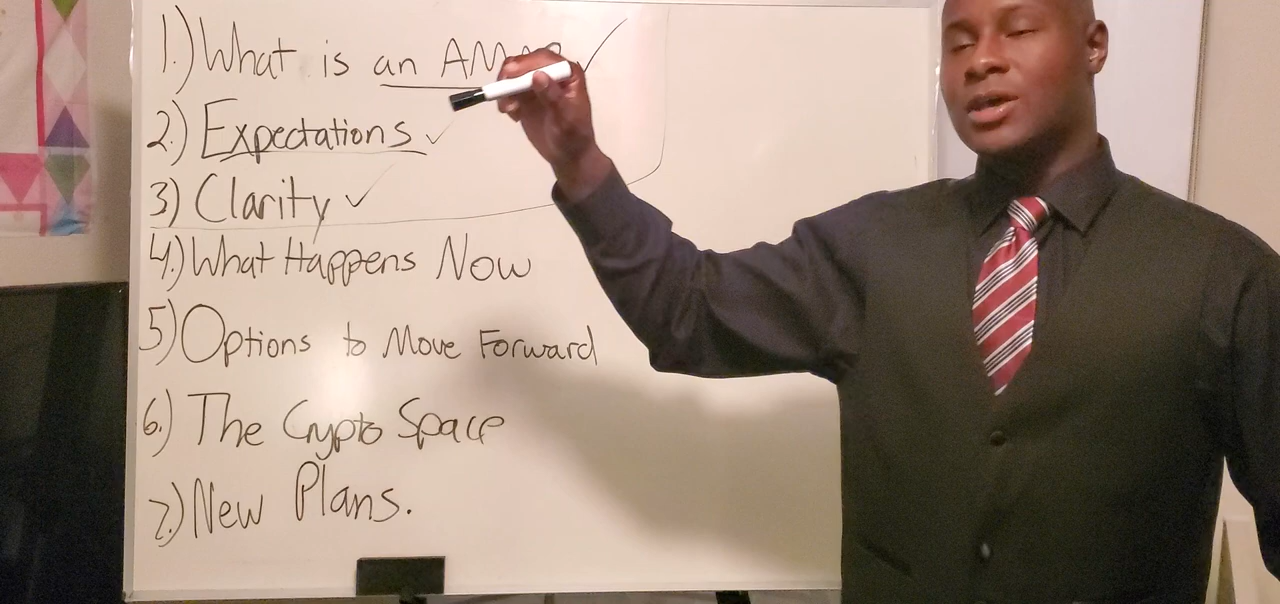 1.) What is an
2.) Expectations ✓
3) Clarity ✓
4.) What Happens Now
5) Options to Move Forward
6.) The Crypto Space
7.) New Plans.